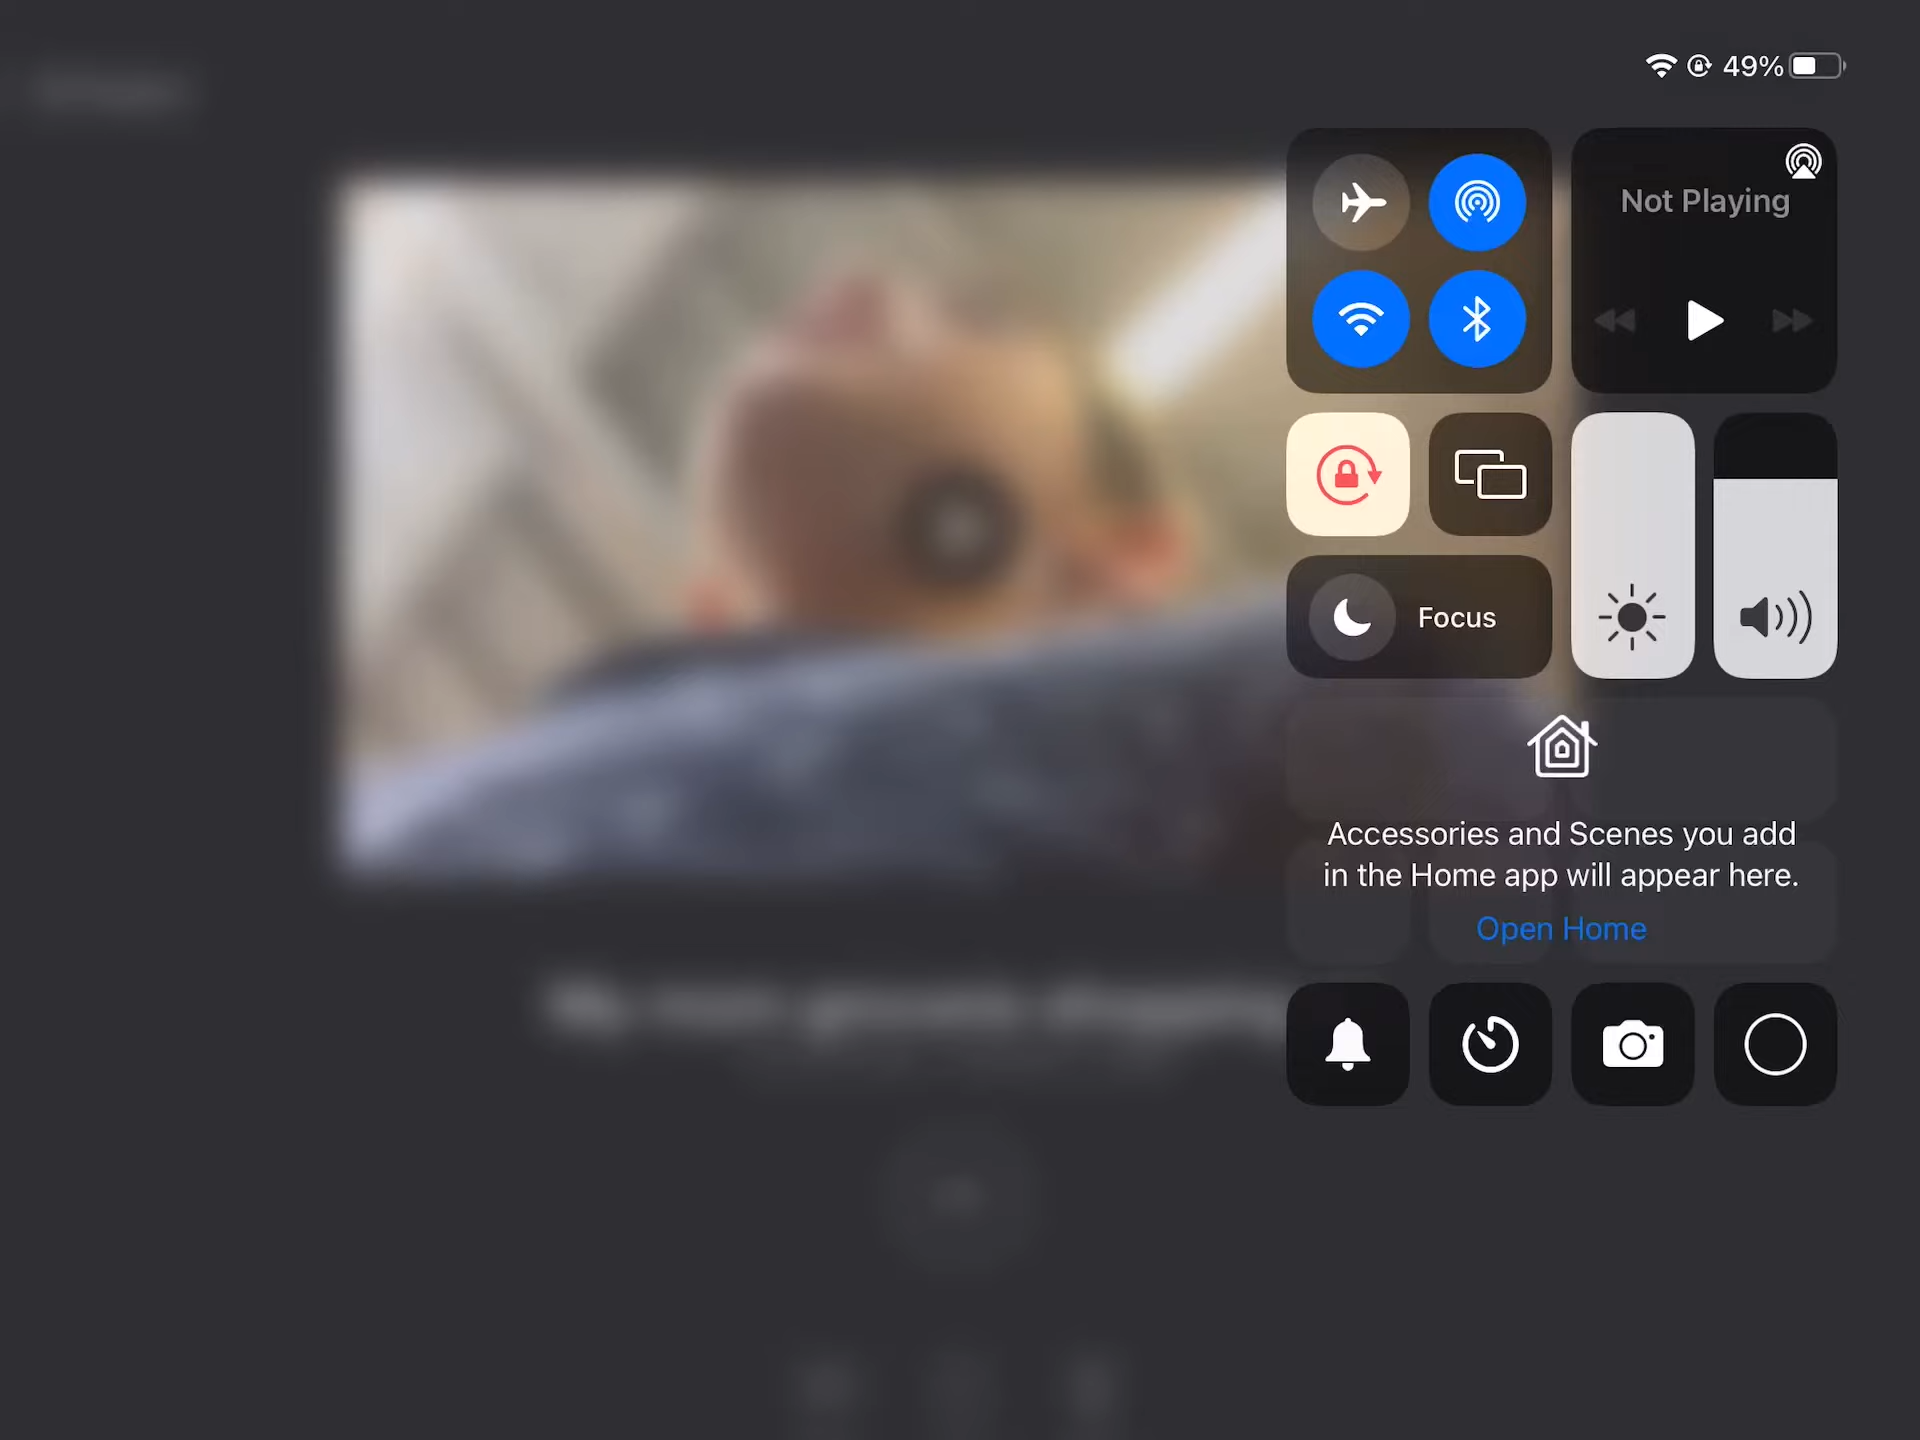 49%
Not Playing
Focus
Accessories and Scenes you add
in the Home app will appear here.
Open Home